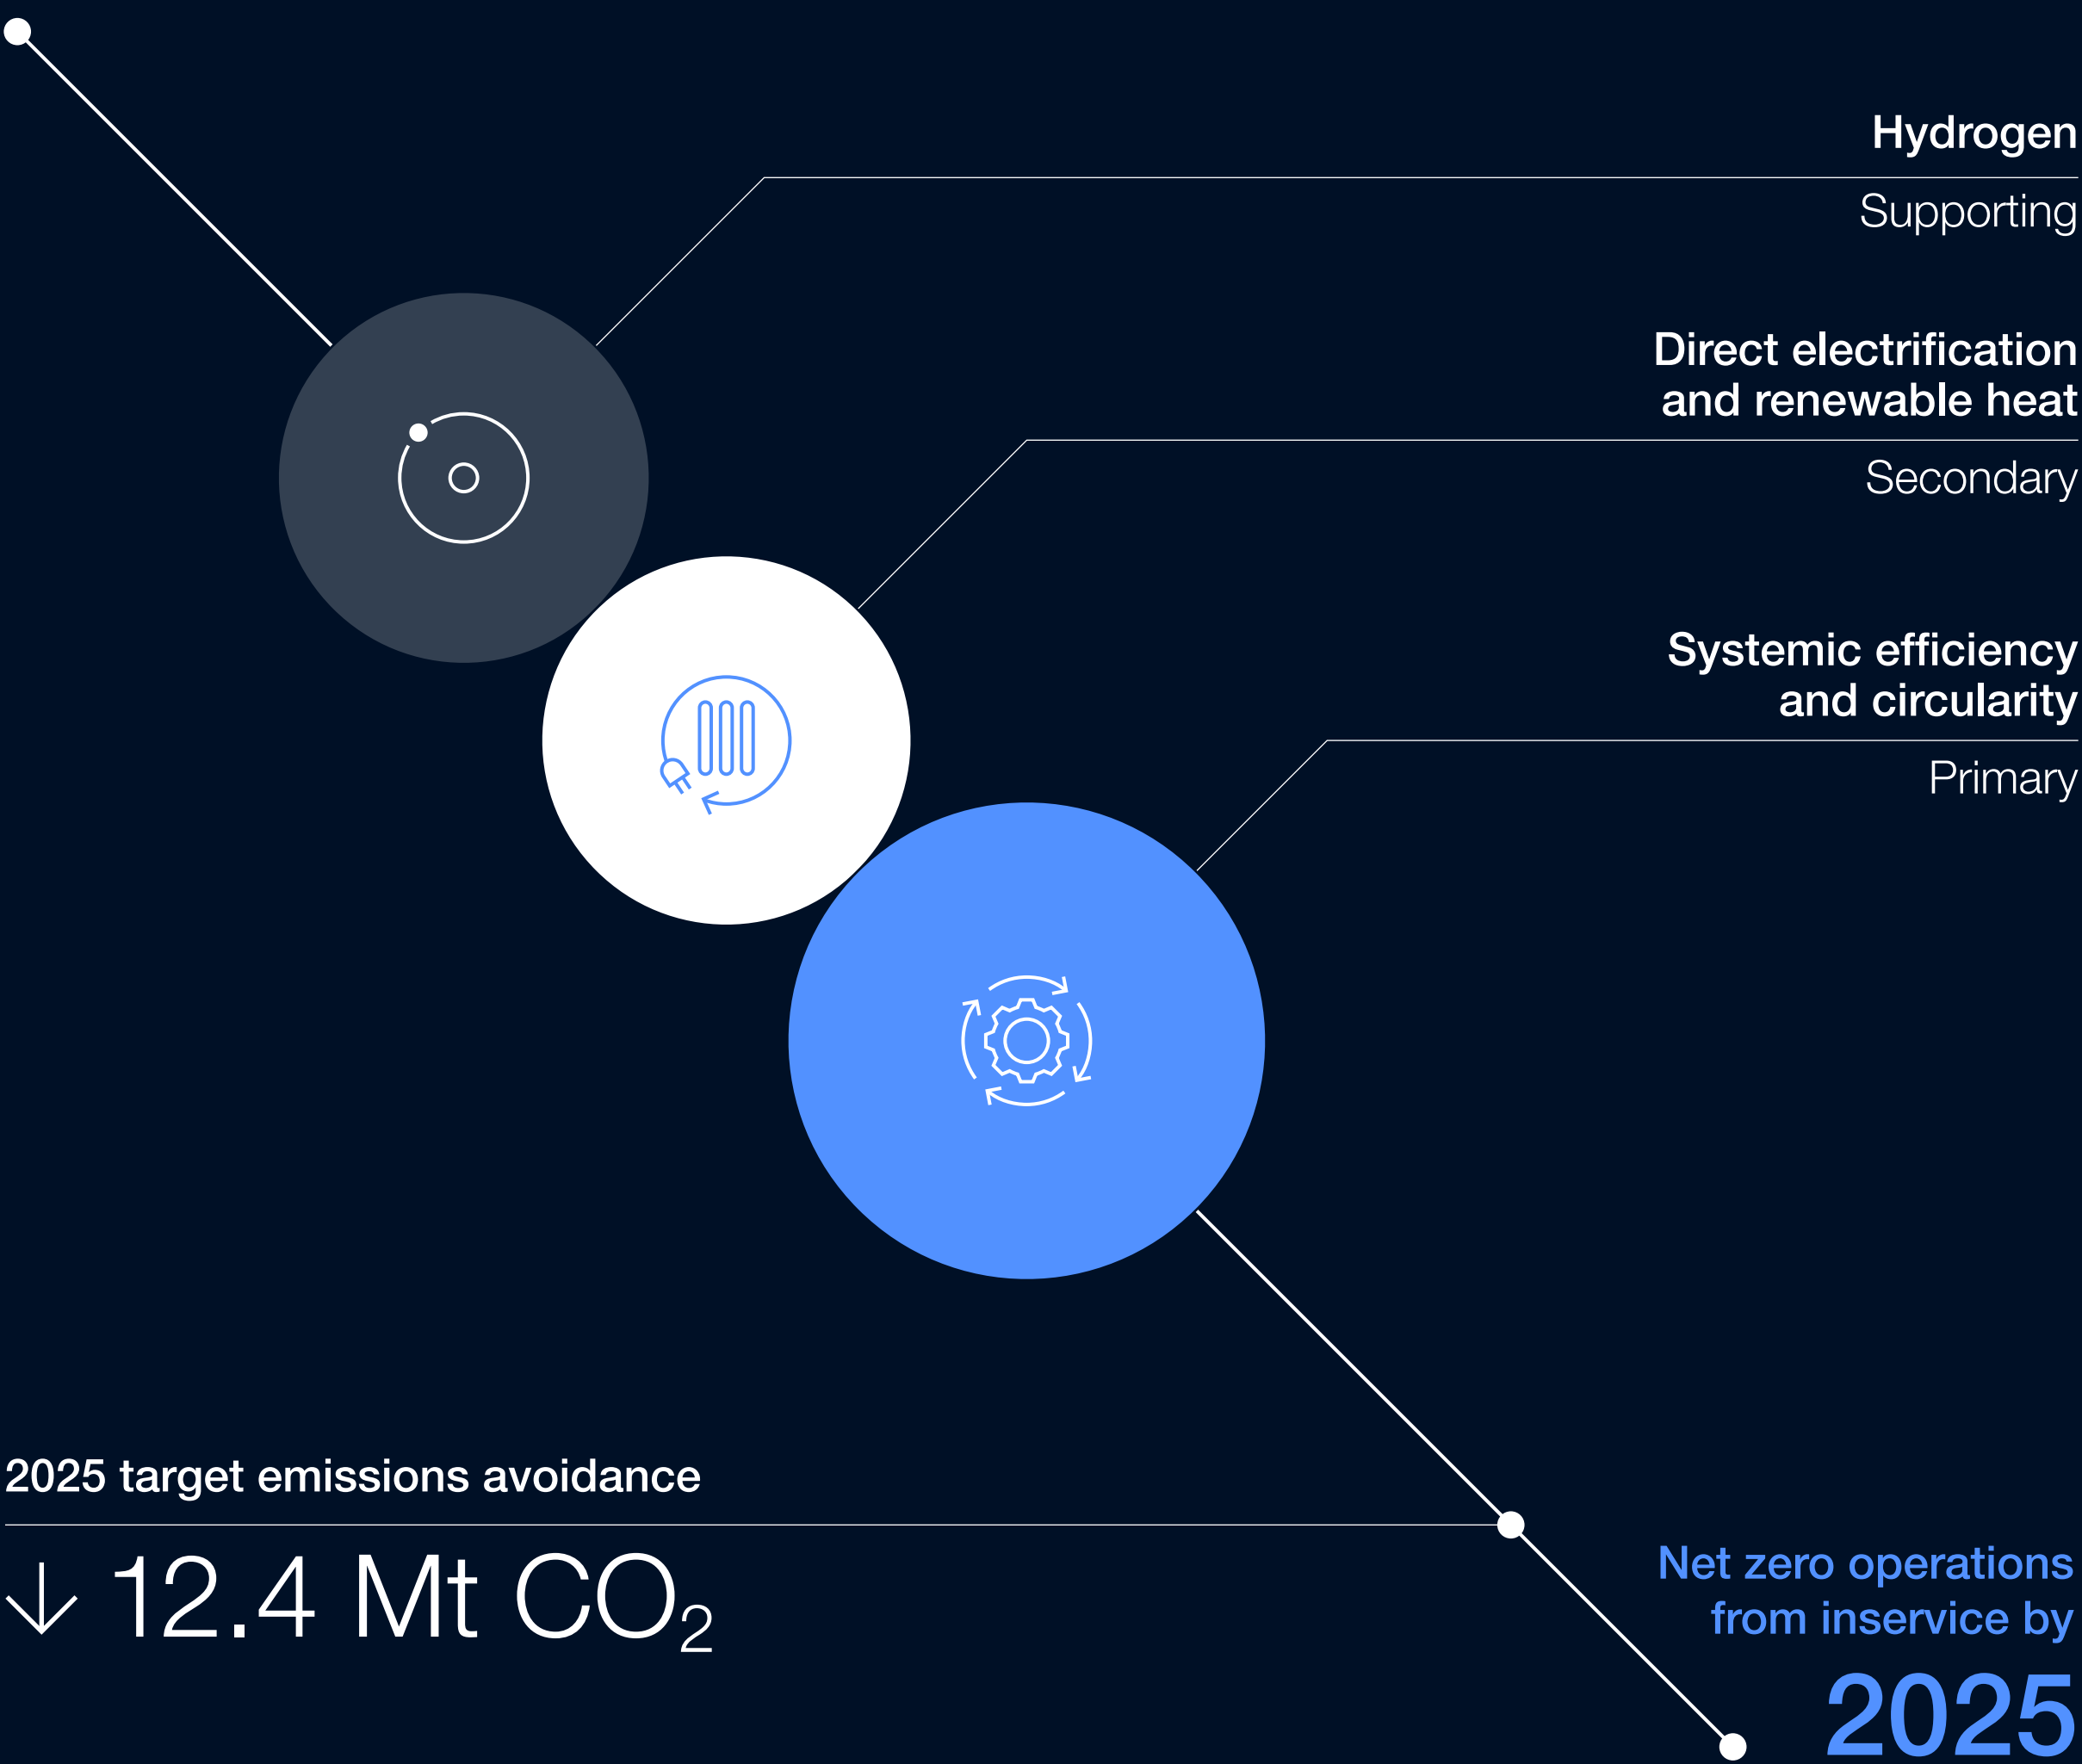 Hydrogen
Supporting
Direct electrification
and renewable heat
Secondary
Systemic efficiency
and circularity
Primary
2025 target emissions avoidance
12.4 Mt CO₂
Net zero operations
from inservice by
2025